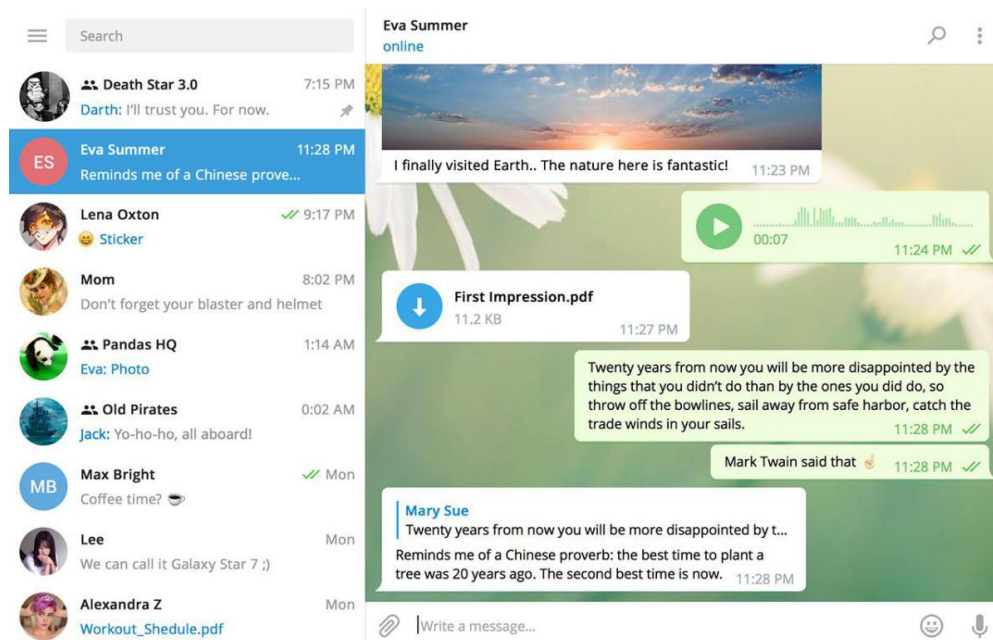 Search
Death Star 3.0 7:15 PM
Darth: I'll trust you. For now.
ES
Eva Summer 11:28 PM
Reminds me of a Chinese prove...
Lena Oxton 9:17 PM
😀 Sticker
Mom 8:02 PM
Don't forget your blaster and helmet
Pandas HQ 1:14 AM
Eva: Photo
Old Pirates 0:02 AM
Jack: Yo-ho-ho, all aboard!
MB
Max Bright Mon
Coffee time? ☕
Lee Mon
We can call it Galaxy Star 7 ;)
Alexandra Z Mon
Workout_Shedule.pdf
Eva Summer
online
I finally visited Earth.. The nature here is fantastic! 11:23 PM
00:07
11:24 PM
First Impression.pdf
11.2 KB
11:27 PM
Twenty years from now you will be more disappointed by the
things that you didn't do than by the ones you did do, so
throw off the bowlines, sail away from safe harbor, catch the
trade winds in your sails.
11:28 PM
Mark Twain said that ☝🏻 11:28 PM
Mary Sue
Twenty years from now you will be more disappointed by t...
Reminds me of a Chinese proverb: the best time to plant a
tree was 20 years ago. The second best time is now. 11:28 PM
Write a message...